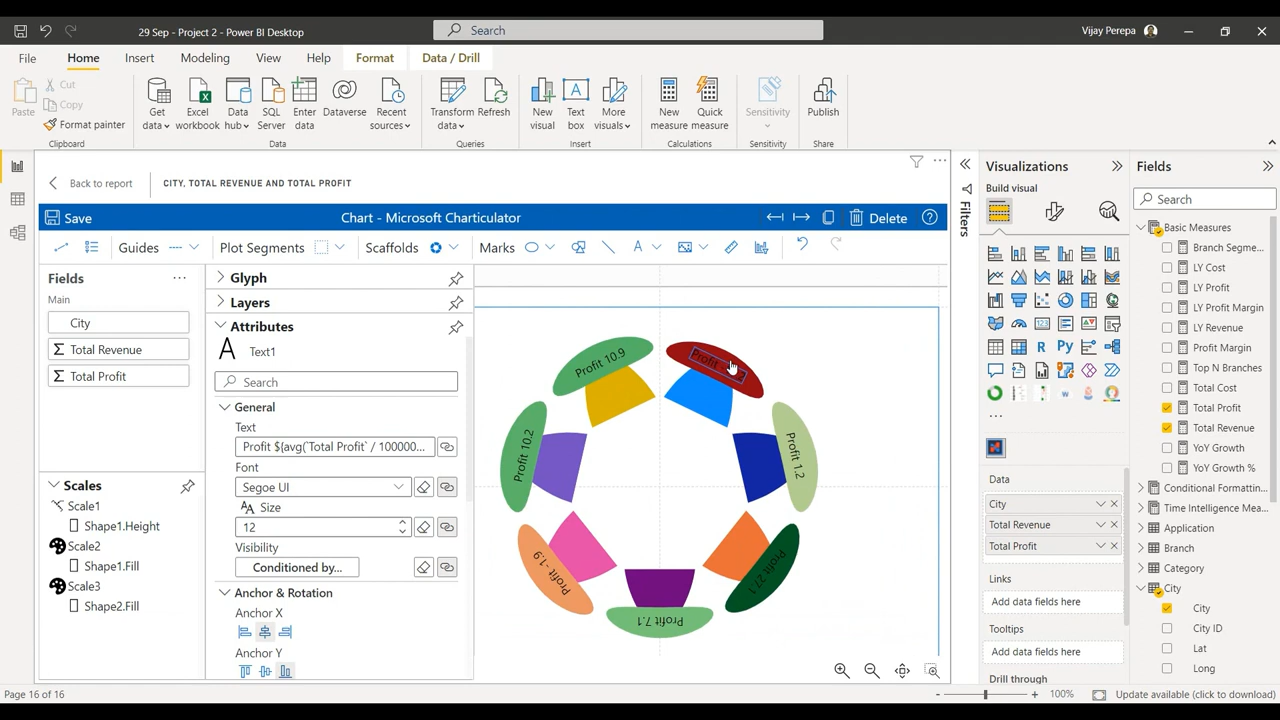 29 Sep - Project 2 - Power BI Desktop
Search
Vijay Perepa
File
Home
Insert
Modeling
View
Help
Format
Data / Drill
Paste
Cut
Copy
Format painter
Clipboard
Get data
Excel workbook
Data hub
SQL Server
Enter data
Dataverse
Recent sources
Data
Transform data
Refresh
Queries
New visual
Text box
More visuals
Insert
New measure
Quick measure
Calculations
Sensitivity
Sensitivity
Publish
Share
Back to report
CITY, TOTAL REVENUE AND TOTAL PROFIT
Save
Chart - Microsoft Charticulator
Delete
Guides
Plot Segments
Scaffolds
Marks
Fields
Main
City
Σ Total Revenue
Σ Total Profit
Scales
Scale1
Shape1.Height
Scale2
Shape1.Fill
Scale3
Shape2.Fill
Glyph
Layers
Attributes
Text1
Search
General
Text
Profit ${avg(`Total Profit` / 100000...
Font
Segoe UI
Size
12
Visibility
Conditioned by...
Anchor & Rotation
Anchor X
Anchor Y
Profit 10.9
Profit
Profit 10.2
Profit 1.2
Profit -1.9
Profit 27.1
Profit 7.1
Filters
Visualizations
Build visual
Data
City
Total Revenue
Total Profit
Links
Add data fields here
Tooltips
Add data fields here
Drill through
Fields
Search
Basic Measures
Branch Segme...
LY Cost
LY Profit
LY Profit Margin
LY Revenue
Profit Margin
Top N Branches
Total Cost
Total Profit
Total Revenue
YoY Growth
YoY Growth %
Conditional Formattin...
Time Intelligence Mea...
Application
Branch
Category
City
City
City ID
Lat
Long
Page 16 of 16
100%
Update available (click to download)